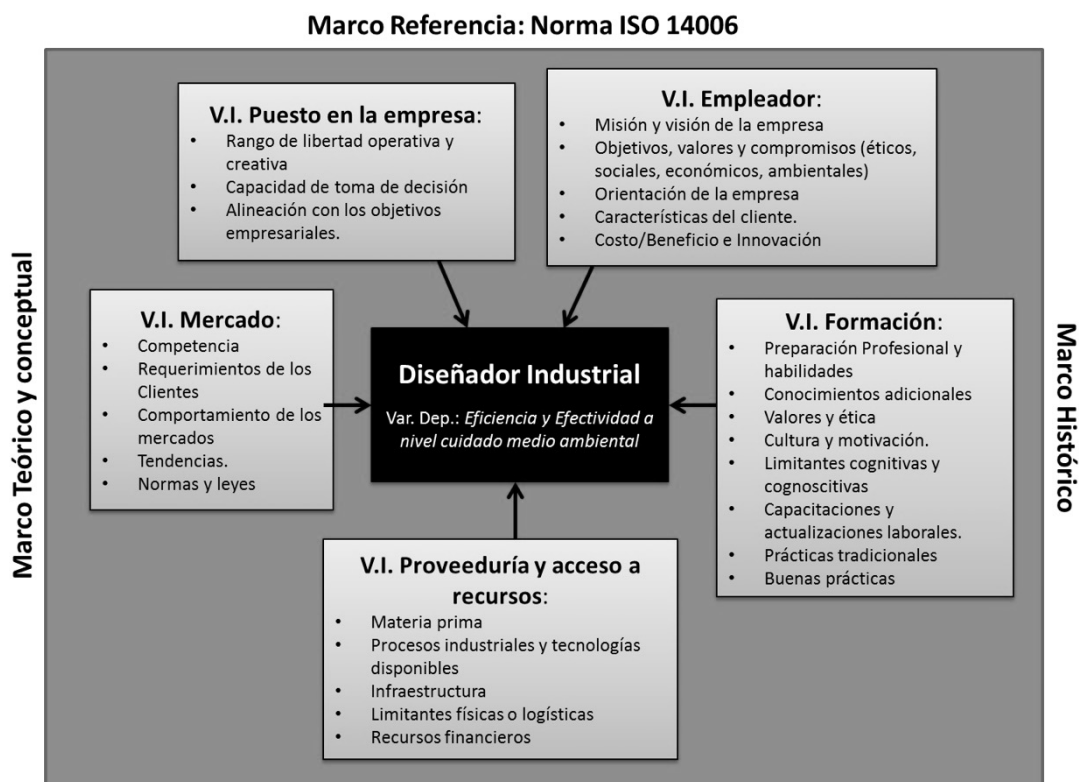 Marco Referencia: Norma ISO 14006
V.I. Puesto en la empresa:
• Rango de libertad operativa y
creativa
• Capacidad de toma de decisión
• Alineación con los objetivos
empresariales.
V.I. Empleador:
• Misión y visión de la empresa
• Objetivos, valores y compromisos (éticos,
sociales, económicos, ambientales)
• Orientación de la empresa
• Características del cliente.
• Costo/Beneficio e Innovación
Marco Teórico y conceptual
V.I. Mercado:
• Competencia
• Requerimientos de los
Clientes
• Comportamiento de los
mercados
• Tendencias.
• Normas y leyes
Diseñador Industrial
Var. Dep.: Eficiencia y Efectividad a
nivel cuidado medio ambiental
V.I. Formación:
• Preparación Profesional y
habilidades
• Conocimientos adicionales
• Valores y ética
• Cultura y motivación.
• Limitantes cognitivas y
cognoscitivas
• Capacitaciones y
actualizaciones laborales.
• Prácticas tradicionales
• Buenas prácticas
Marco Histórico
V.I. Proveeduría y acceso a
recursos:
• Materia prima
• Procesos industriales y tecnologías
disponibles
• Infraestructura
• Limitantes físicas o logísticas
• Recursos financieros